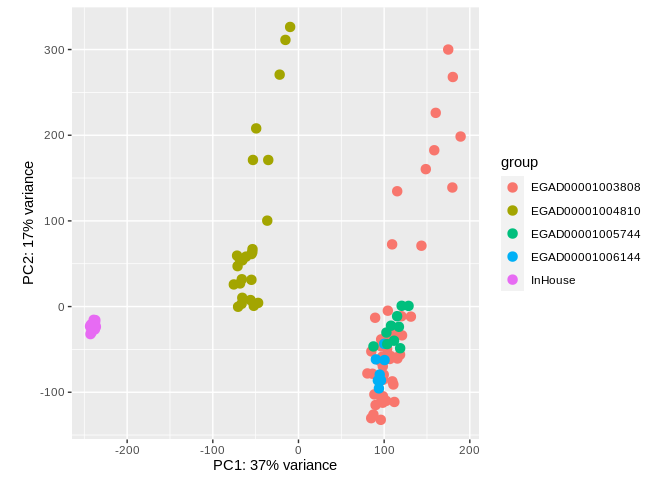 300
200
100
0
-100
-200
-100
0
100
200
PC1: 37% variance
PC2: 17% variance
group
EGAD00001003808
EGAD00001004810
EGAD00001005744
EGAD00001006144
InHouse